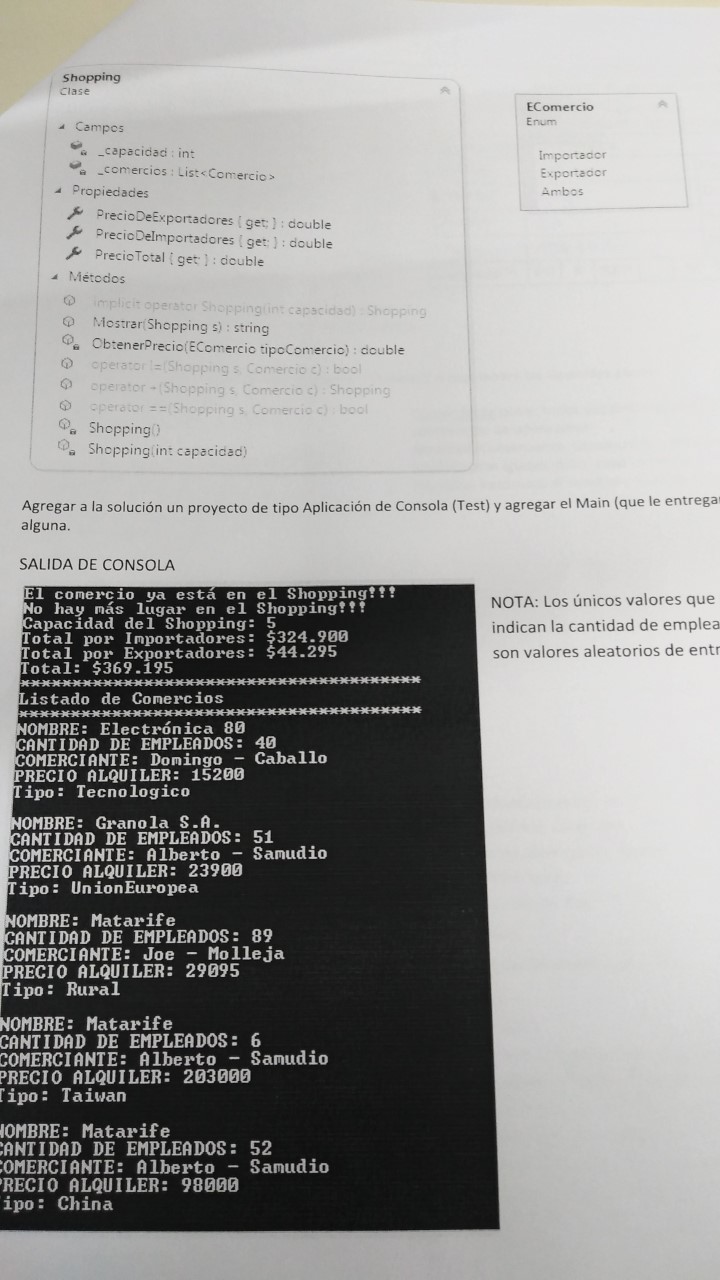 Shopping
Clase
Campos
_capacidad : int
_comercios : List<Comercio>
Propiedades
PrecioDeExportadores { get; } : double
PrecioDeImportadores { get; } : double
PrecioTotal { get; } : double
Métodos
implicit operator Shopping(int capacidad) : Shopping
Mostrar(Shopping s) : string
ObtenerPrecio(EComercio tipoComercio) : double
operator !=(Shopping s, Comercio c) : bool
operator +(Shopping s, Comercio c) : Shopping
operator ==(Shopping s, Comercio c) : bool
Shopping()
Shopping(int capacidad)
EComercio
Enum
Importador
Exportador
Ambos
Agregar a la solución un proyecto de tipo Aplicación de Consola (Test) y agregar el Main (que le entrega
alguna.
SALIDA DE CONSOLA
El comercio ya está en el Shopping!!!
No hay más lugar en el Shopping!!!
Capacidad del Shopping: 5
Total por Importadores: $324.900
Total por Exportadores: $44.295
Total: $369.195
**************************************
Listado de Comercios
**************************************
NOMBRE: Electrónica 80
CANTIDAD DE EMPLEADOS: 40
COMERCIANTE: Domingo - Caballo
PRECIO ALQUILER: 15200
Tipo: Tecnologico
NOMBRE: Granola S.A.
CANTIDAD DE EMPLEADOS: 51
COMERCIANTE: Alberto - Samudio
PRECIO ALQUILER: 23900
Tipo: UnionEuropea
NOMBRE: Matarife
CANTIDAD DE EMPLEADOS: 89
COMERCIANTE: Joe - Molleja
PRECIO ALQUILER: 29095
Tipo: Rural
NOMBRE: Matarife
CANTIDAD DE EMPLEADOS: 6
COMERCIANTE: Alberto - Samudio
PRECIO ALQUILER: 203000
Tipo: Taiwan
NOMBRE: Matarife
CANTIDAD DE EMPLEADOS: 52
COMERCIANTE: Alberto - Samudio
PRECIO ALQUILER: 98000
ipo: China
NOTA: Los únicos valores que
indican la cantidad de emplea
son valores aleatorios de entr